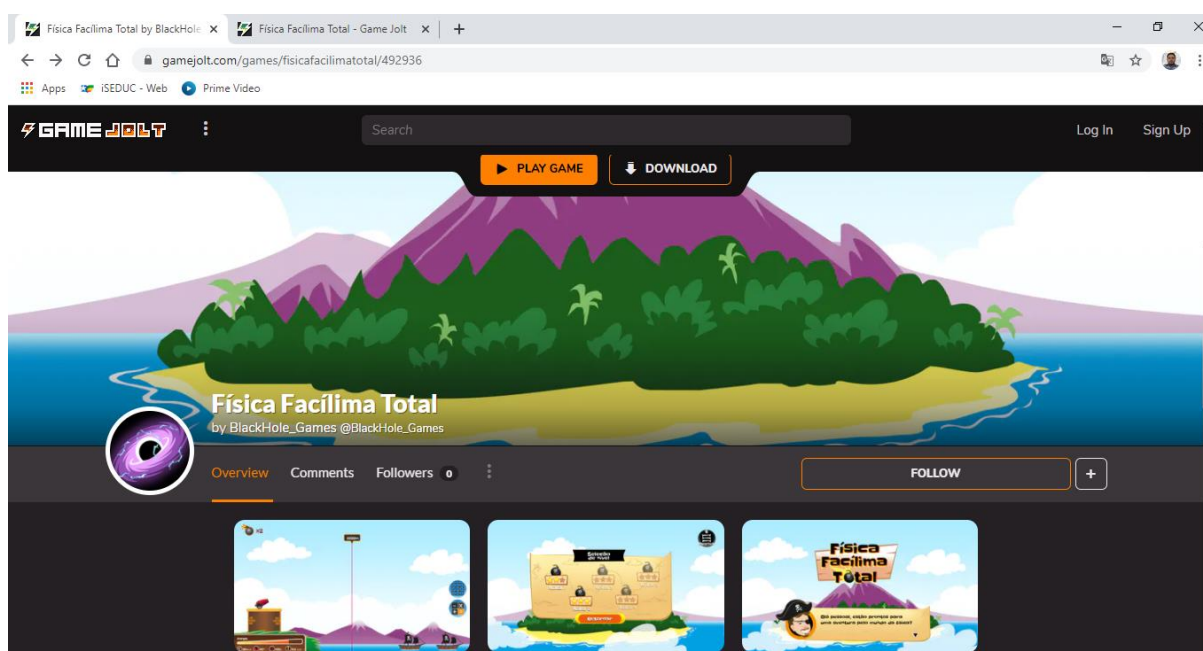 Física Facílima Total by BlackHole
Física Facílima Total - Game Jolt
gamejolt.com/games/fisicafacilimatotal/492936
Apps iSEDUC - Web Prime Video
GAME JOLT Search Log In Sign Up
PLAY GAME DOWNLOAD
Física Facílima Total
by BlackHole_Games @BlackHole_Games
Overview Comments Followers 0 FOLLOW +
Física
Facílima
Total